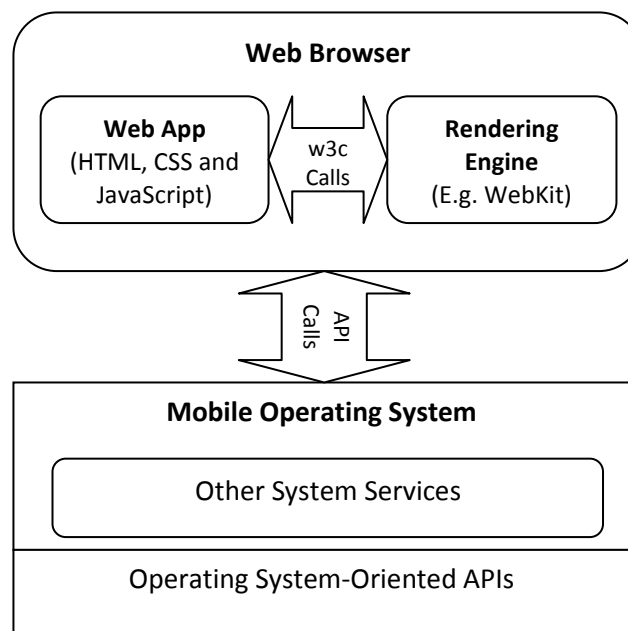 Web Browser
Web App
(HTML, CSS and
JavaScript)
w3c
Calls
Rendering
Engine
(E.g. WebKit)
API
Calls
Mobile Operating System
Other System Services
Operating System-Oriented APIs